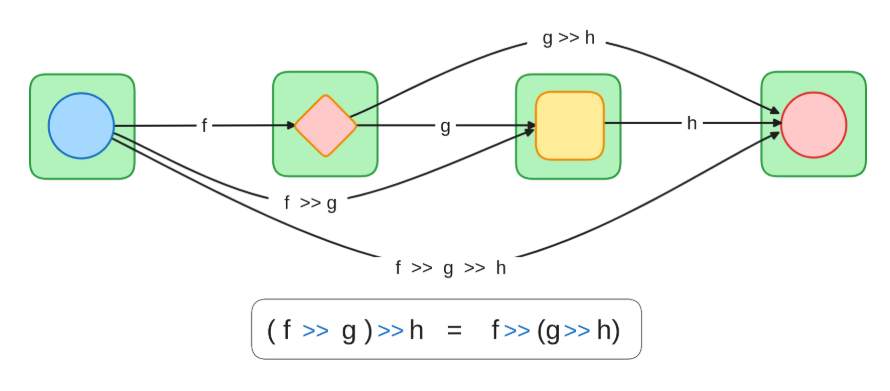 g >> h
f
g
h
f >> g
f >> g >> h
( f >> g ) >> h = f >> (g >> h)